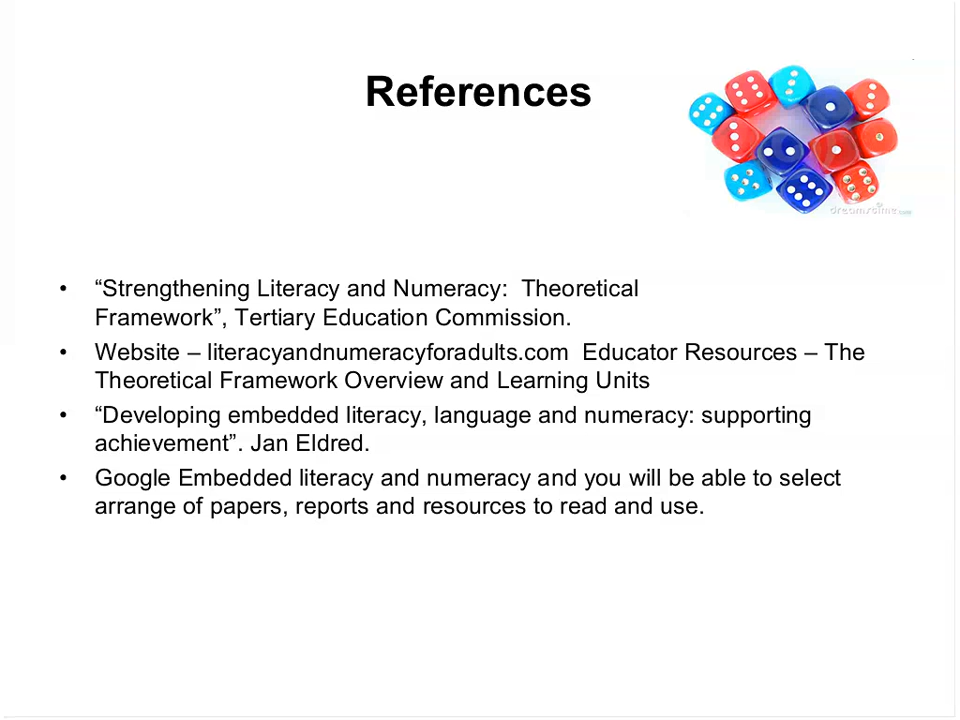 References
dreamstime.com
• “Strengthening Literacy and Numeracy:  Theoretical
Framework”, Tertiary Education Commission.
• Website – literacyandnumeracyforadults.com  Educator Resources – The
Theoretical Framework Overview and Learning Units
• “Developing embedded literacy, language and numeracy: supporting
achievement”. Jan Eldred.
• Google Embedded literacy and numeracy and you will be able to select
arrange of papers, reports and resources to read and use.